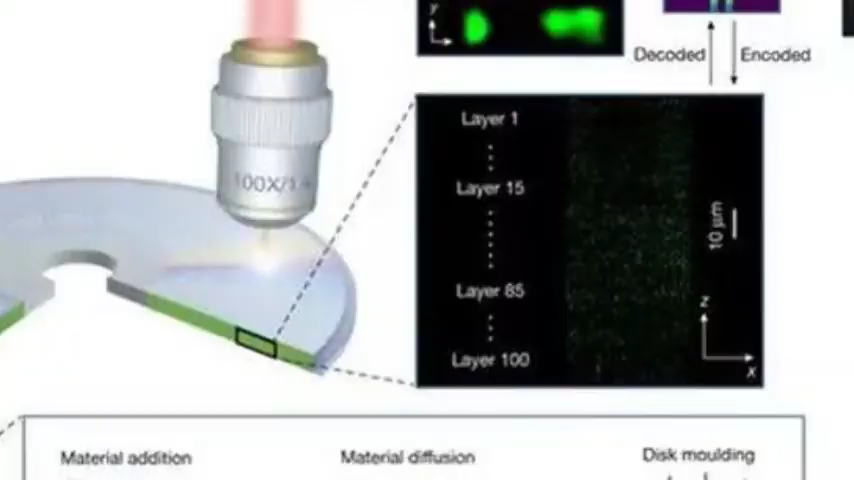 y
Decoded
Encoded
Layer 1
Layer 15
Layer 85
Layer 100
10 μm
z
x
100X/1.4
Material addition
Material diffusion
Disk moulding